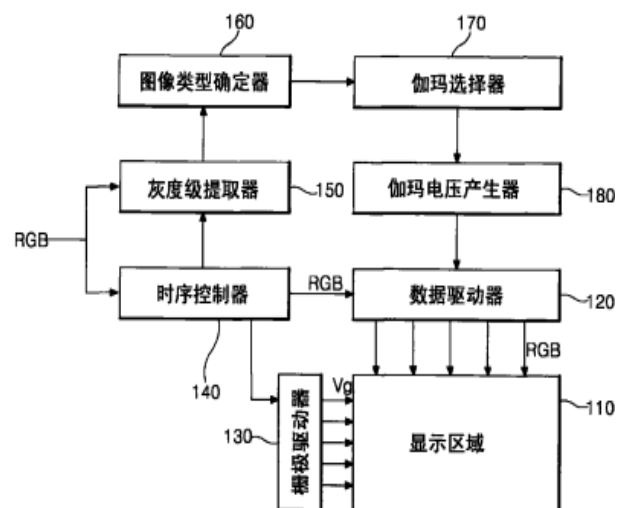 160
170
图像类型确定器
伽玛选择器
灰度级提取器
150
伽玛电压产生器
180
RGB
时序控制器
RGB
数据驱动器
120
140
RGB
130
栅极驱动器
Vg
110
显示区域